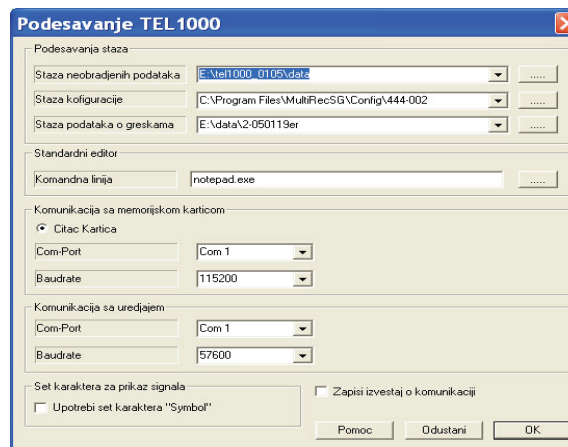 Podesavanje TEL1000
Podesavanja staza
Staza neobradjenih podataka E:\tel1000_0105\data .....
Staza kofiguracije C:\Program Files\MultiRecSG\Config\444-002 .....
Staza podataka o greskama E:\data\2-050119er .....
Standardni editor
Komandna linija notepad.exe .....
Komunikacija sa memorijskom karticom
Citac Kartica
Com-Port Com 1
Baudrate 115200
Komunikacija sa uredjajem
Com-Port Com 1
Baudrate 57600
Set karaktera za prikaz signala
Zapisi izvestaj o komunikaciji
Upotrebi set karaktera "Symbol"
Pomoc Odustani OK